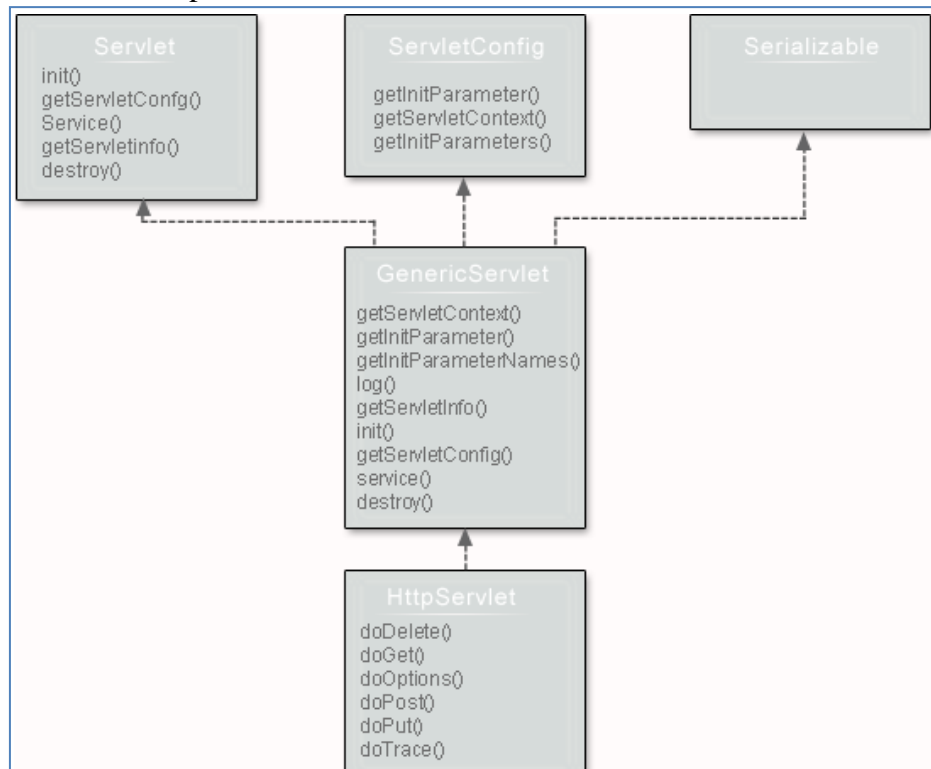 Servlet
init()
getServletConfg()
Service()
getServletinfo()
destroy()
ServletConfig
getInitParameter()
getServletContext()
getInitParameters()
Serializable
GenericServlet
getServletContext()
getInitParameter()
getInitParameterNames()
log()
getServletInfo()
init()
getServletConfig()
service()
destroy()
HttpServlet
doDelete()
doGet()
doOptions()
doPost()
doPut()
doTrace()